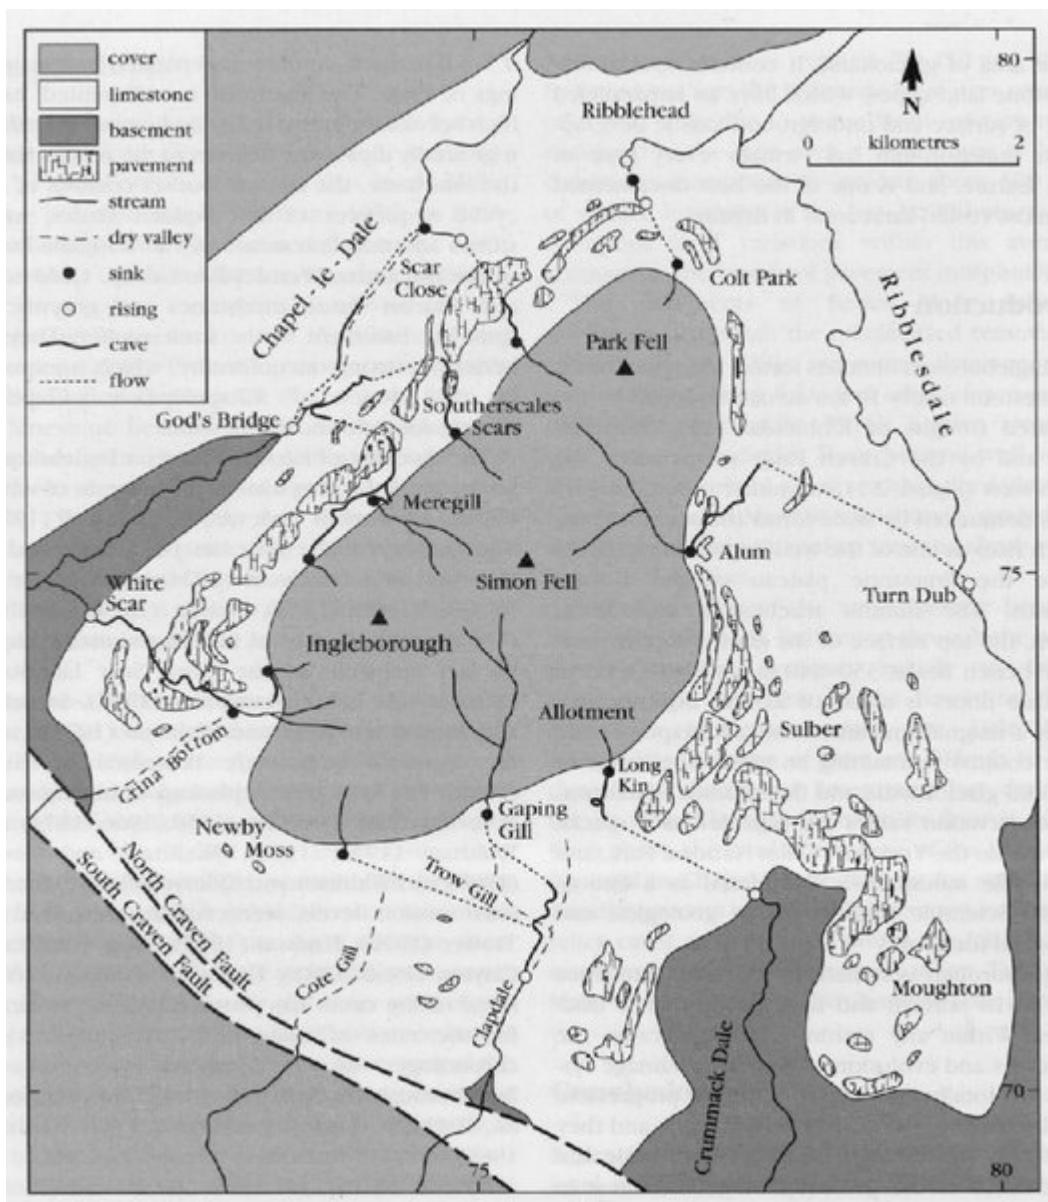 cover
limestone
basement
pavement
stream
dry valley
sink
rising
cave
flow
80
N
0 kilometres 2
Ribblehead
Chapel le Dale
Scar
Close
Colt Park
Park Fell
Ribblesdale
God's Bridge
Southerscales
Scars
Meregill
Simon Fell
Alum
75
Turn Dub
White
Scar
Ingleborough
Allotment
Sulber
Crina Bottom
Long
Kin
Gaping
Gill
Newby
Moss
Trow Gill
North Craven Fault
South Craven Fault
Cote Gill
Clapdale
Moughton
Crummack Dale
70
75
80